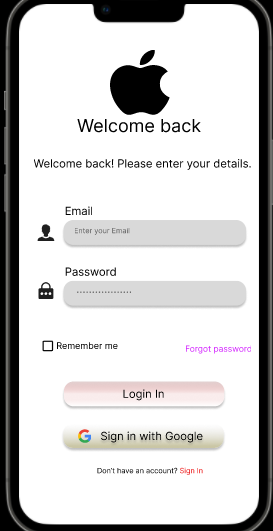 Welcome back
Welcome back! Please enter your details.
Email
Enter your Email
Password
Remember me
Forgot password
Login In
Sign in with Google
Don't have an account? Sign In